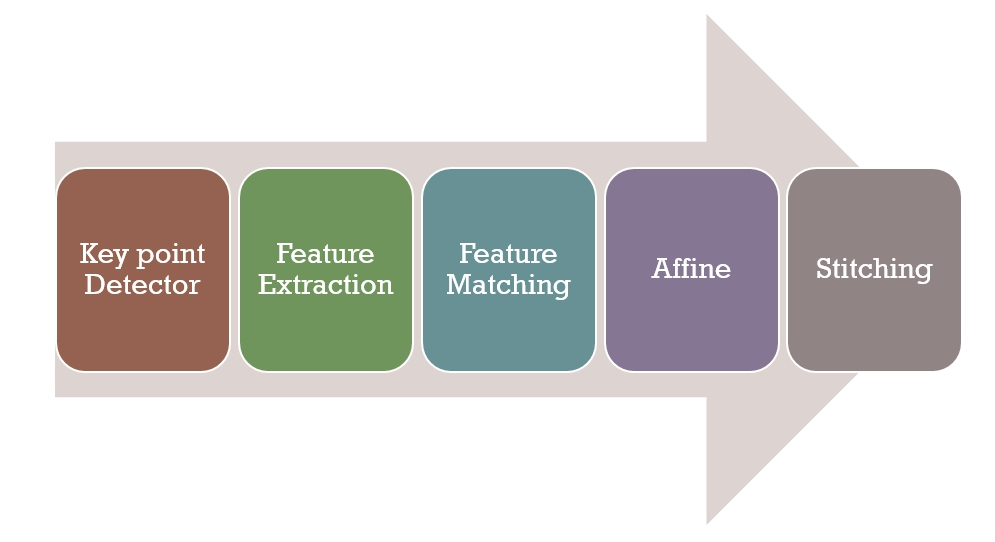 Key point
Detector
Feature
Extraction
Feature
Matching
Affine
Stitching